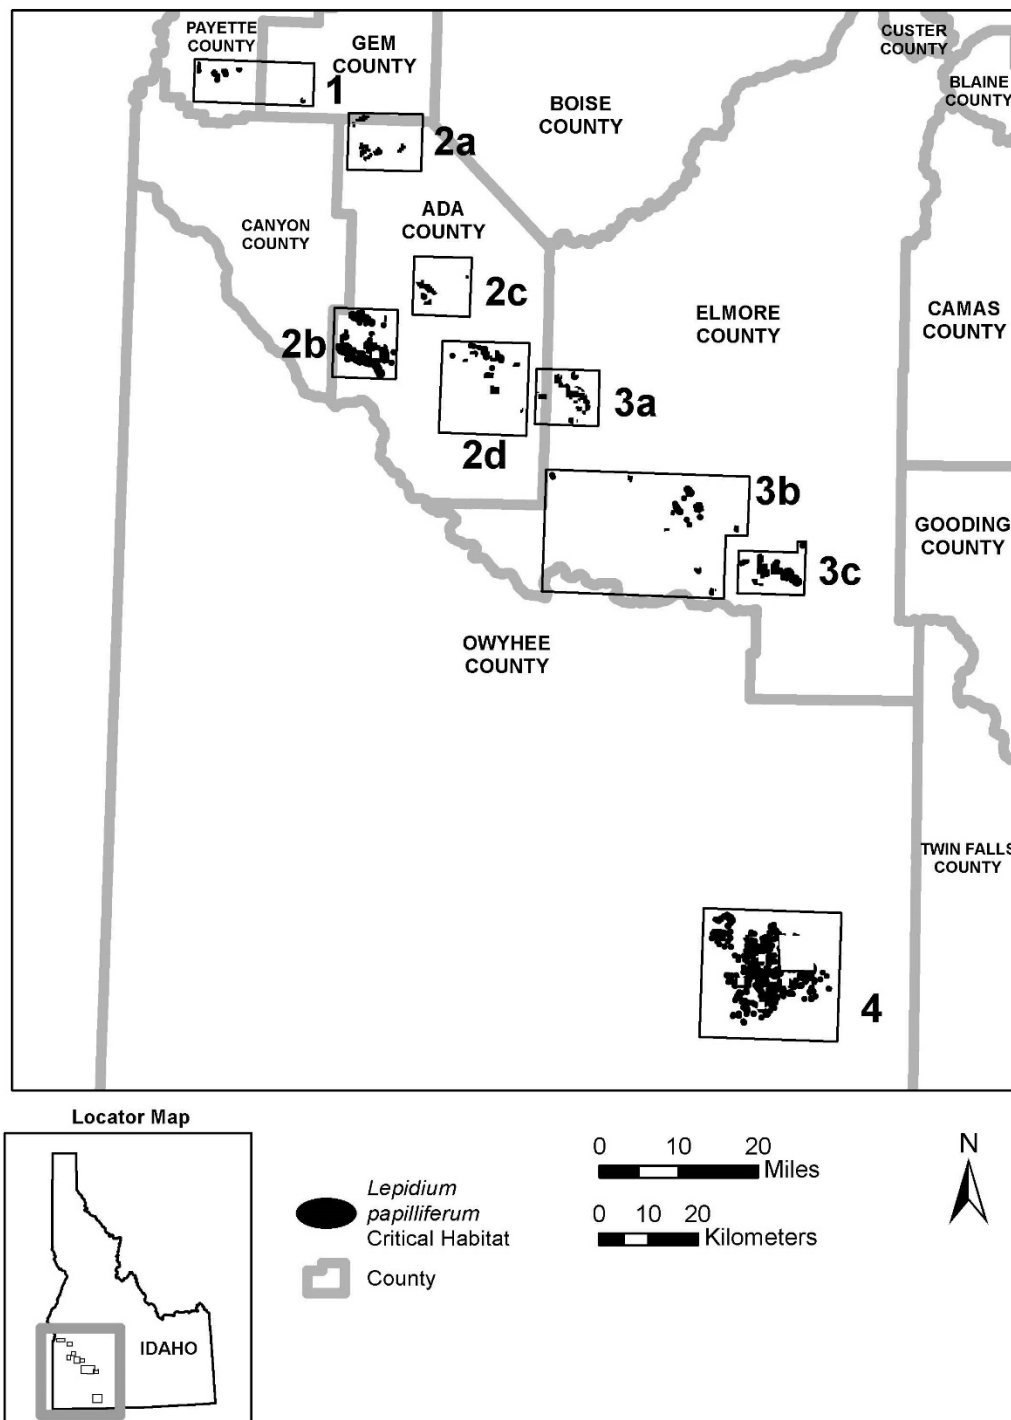 PAYETTE
COUNTY
GEM
COUNTY
CUSTER
COUNTY
BLAINE
COUNTY
1
BOISE
COUNTY
2a
ADA
COUNTY
CANYON
COUNTY
2c
ELMORE
COUNTY
CAMAS
COUNTY
2b
3a
2d
3b
GOODING
COUNTY
3c
OWYHEE
COUNTY
TWIN FALLS
COUNTY
4
Locator Map
IDAHO
Lepidium
papilliferum
Critical Habitat
County
0 10 20
Miles
0 10 20
Kilometers
N